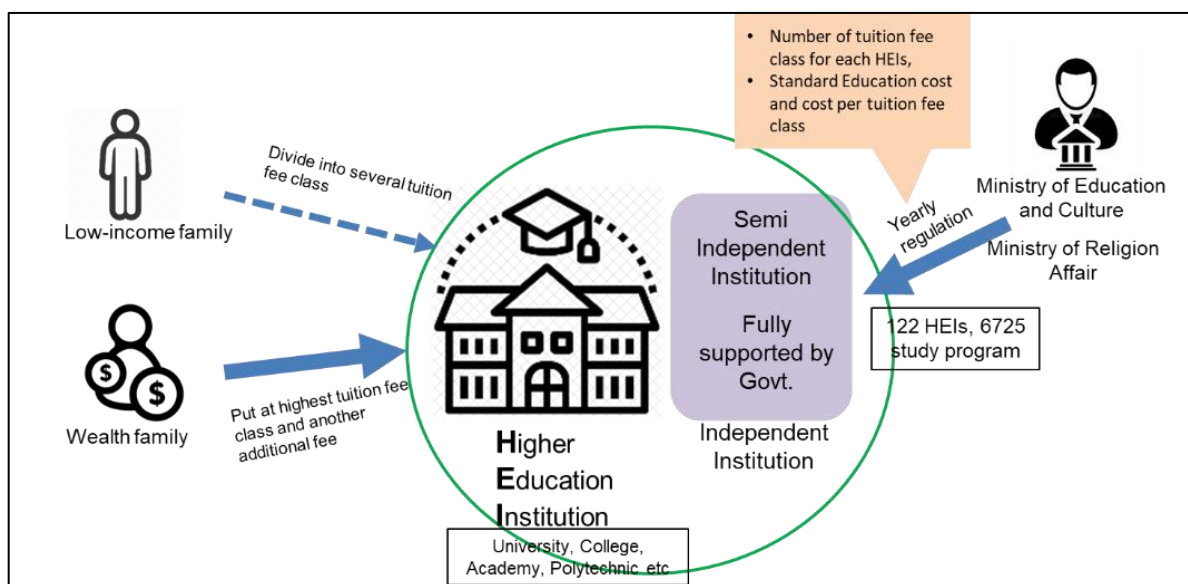 • Number of tuition fee
class for each HEIs,
• Standard Education cost
and cost per tuition fee
class
Divide into several tuition
fee class
Low-income family
Ministry of Education
and Culture
Ministry of Religion
Affair
Yearly
regulation
122 HEIs, 6725
study program
Semi
Independent
Institution
Fully
supported by
Govt.
Independent
Institution
$
$
Wealth family
Put at highest tuition fee
class and another
additional fee
Higher
Education
Institution
University, College,
Academy, Polytechnic etc